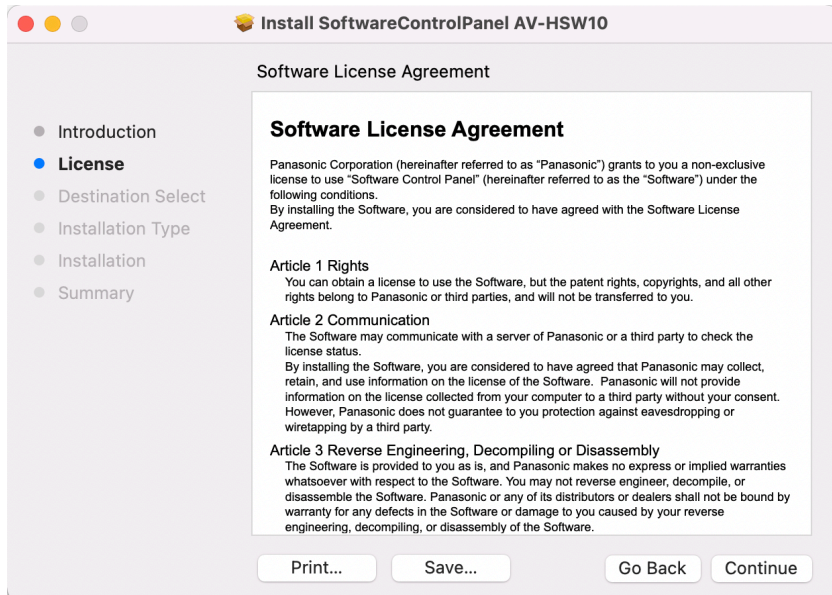 Install SoftwareControlPanel AV-HSW10
Software License Agreement
Introduction
License
Destination Select
Installation Type
Installation
Summary
Software License Agreement
Panasonic Corporation (hereinafter referred to as “Panasonic”) grants to you a non-exclusive
license to use “Software Control Panel” (hereinafter referred to as the “Software”) under the
following conditions.
By installing the Software, you are considered to have agreed with the Software License
Agreement.
Article 1 Rights
You can obtain a license to use the Software, but the patent rights, copyrights, and all other
rights belong to Panasonic or third parties, and will not be transferred to you.
Article 2 Communication
The Software may communicate with a server of Panasonic or a third party to check the
license status.
By installing the Software, you are considered to have agreed that Panasonic may collect,
retain, and use information on the license of the Software.  Panasonic will not provide
information on the license collected from your computer to a third party without your consent.
However, Panasonic does not guarantee to you protection against eavesdropping or
wiretapping by a third party.
Article 3 Reverse Engineering, Decompiling or Disassembly
The Software is provided to you as is, and Panasonic makes no express or implied warranties
whatsoever with respect to the Software. You may not reverse engineer, decompile, or
disassemble the Software. Panasonic or any of its distributors or dealers shall not be bound by
warranty for any defects in the Software or damage to you caused by your reverse
engineering, decompiling, or disassembly of the Software.
Print...
Save...
Go Back
Continue